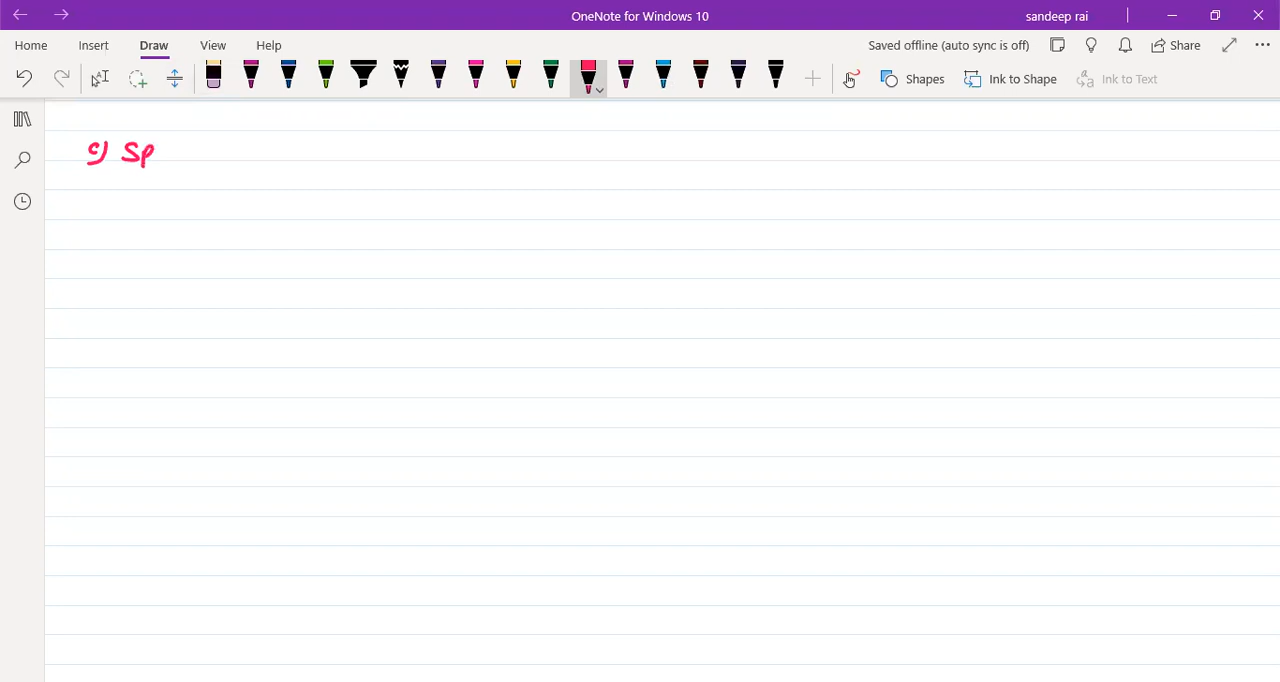 OneNote for Windows 10
sandeep rai
Home Insert Draw View Help
Saved offline (auto sync is off)
Share
Shapes
Ink to Shape
Ink to Text
c) Sp